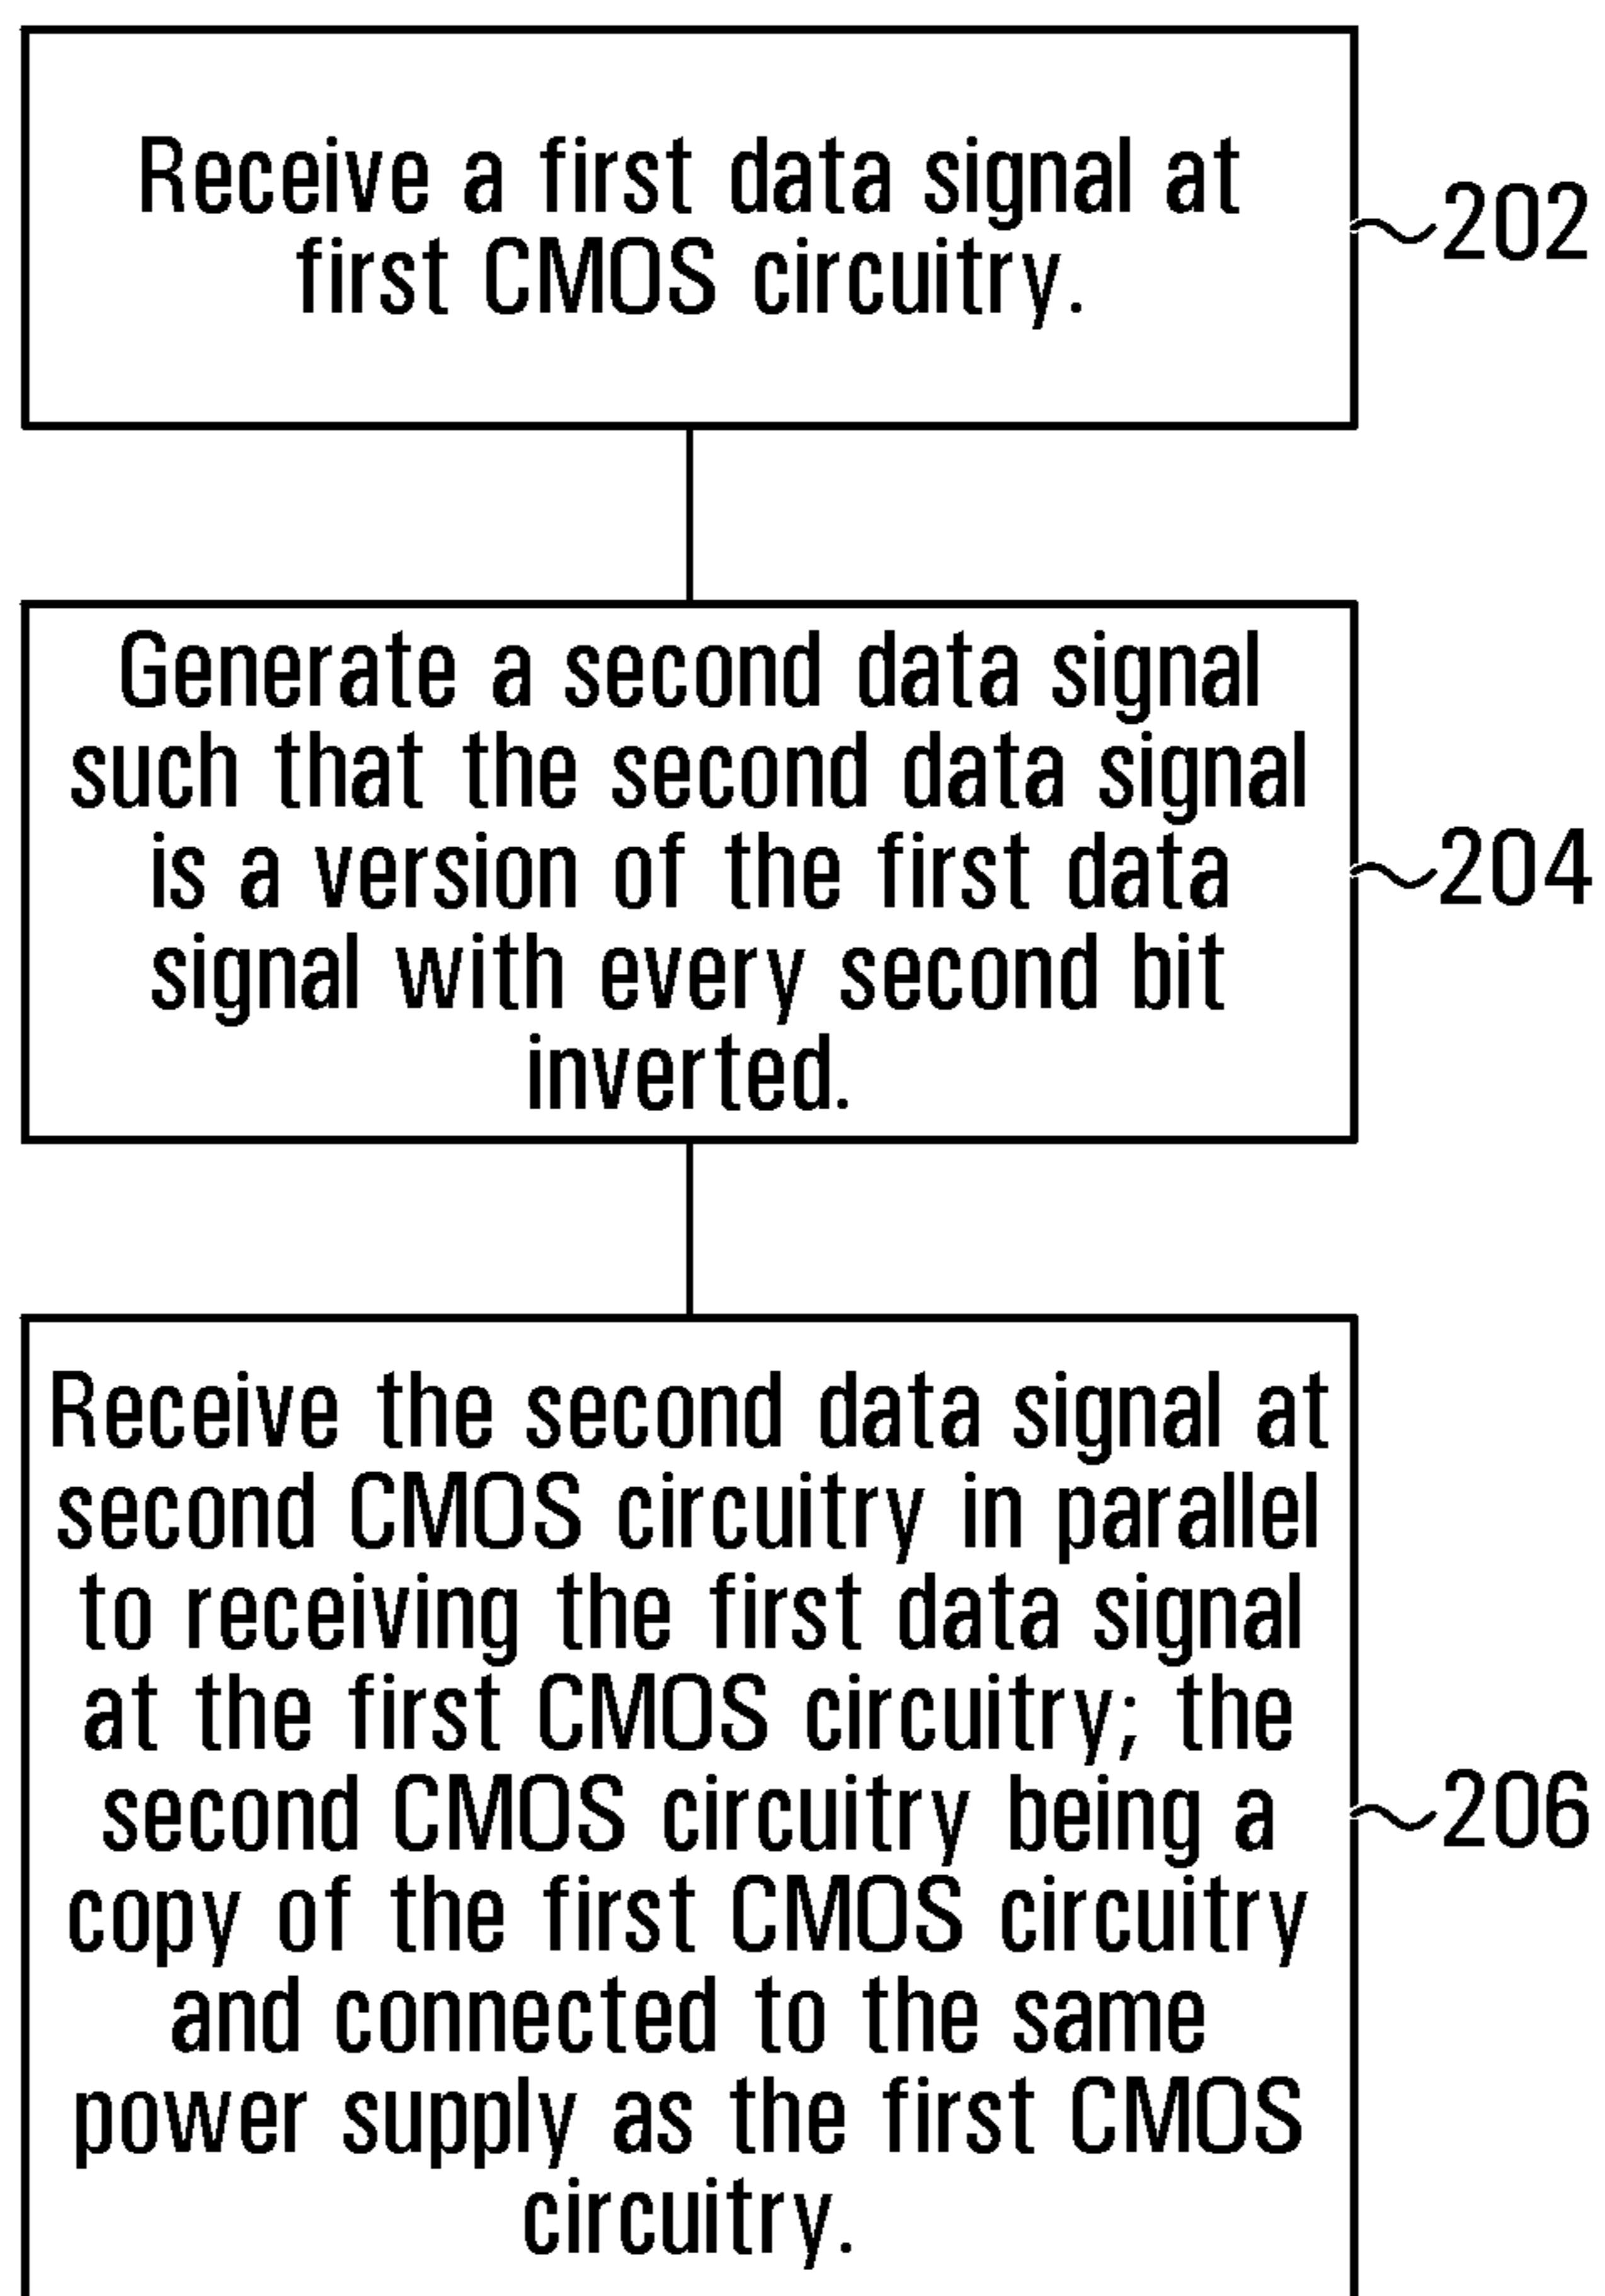 Receive a first data signal at
first CMOS circuitry.
202
Generate a second data signal
such that the second data signal
is a version of the first data
signal with every second bit
inverted.
204
Receive the second data signal at
second CMOS circuitry in parallel
to receiving the first data signal
at the first CMOS circuitry; the
second CMOS circuitry being a
copy of the first CMOS circuitry
and connected to the same
power supply as the first CMOS
circuitry.
206